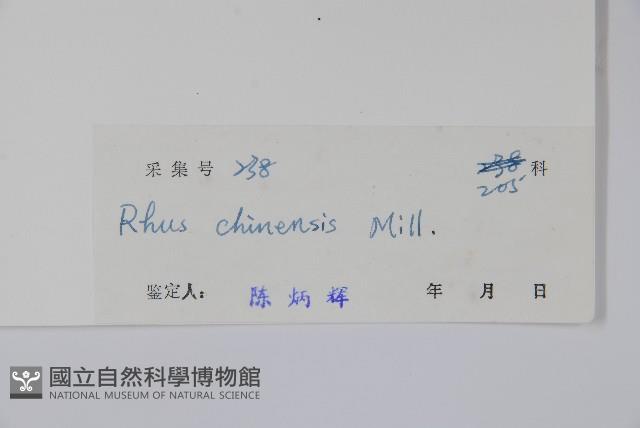 采集号 238 238 科
205
Rhus chinensis Mill.
鉴定人: 陈炳辉 年 月 日
國立自然科學博物館
NATIONAL MUSEUM OF NATURAL SCIENCE